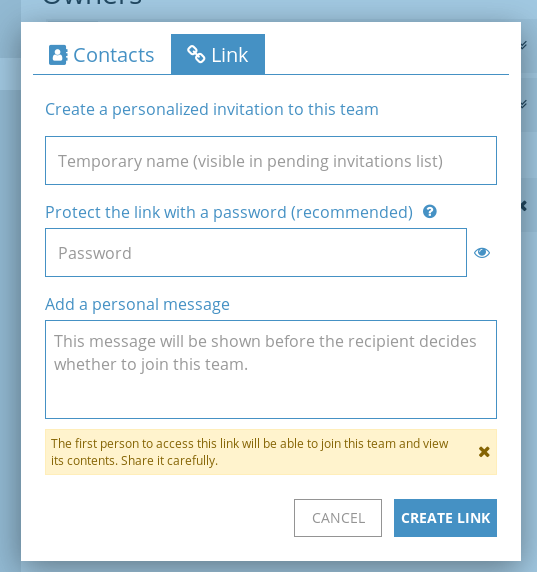 Owners
Contacts
Link
Create a personalized invitation to this team
Temporary name (visible in pending invitations list)
Protect the link with a password (recommended)
Password
Add a personal message
This message will be shown before the recipient decides
whether to join this team.
The first person to access this link will be able to join this team and view
its contents. Share it carefully.
CANCEL
CREATE LINK